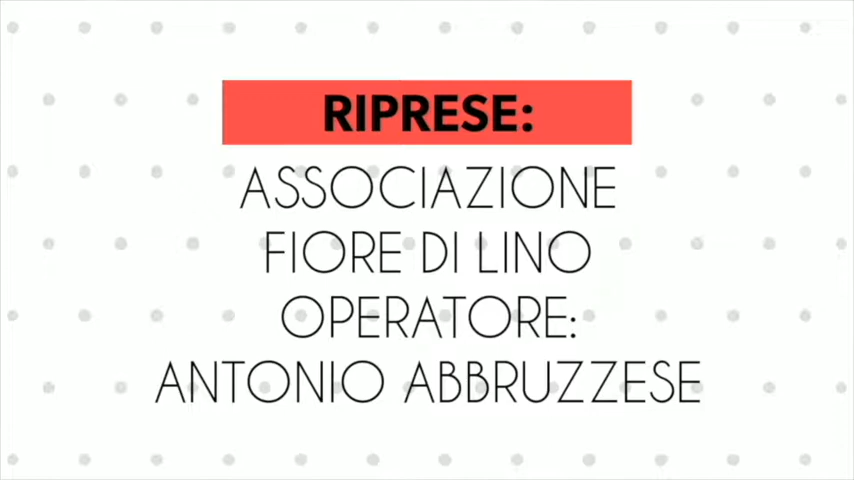 RIPRESE:
ASSOCIAZIONE
FIORE DI LINO
OPERATORE:
ANTONIO ABBRUZZESE